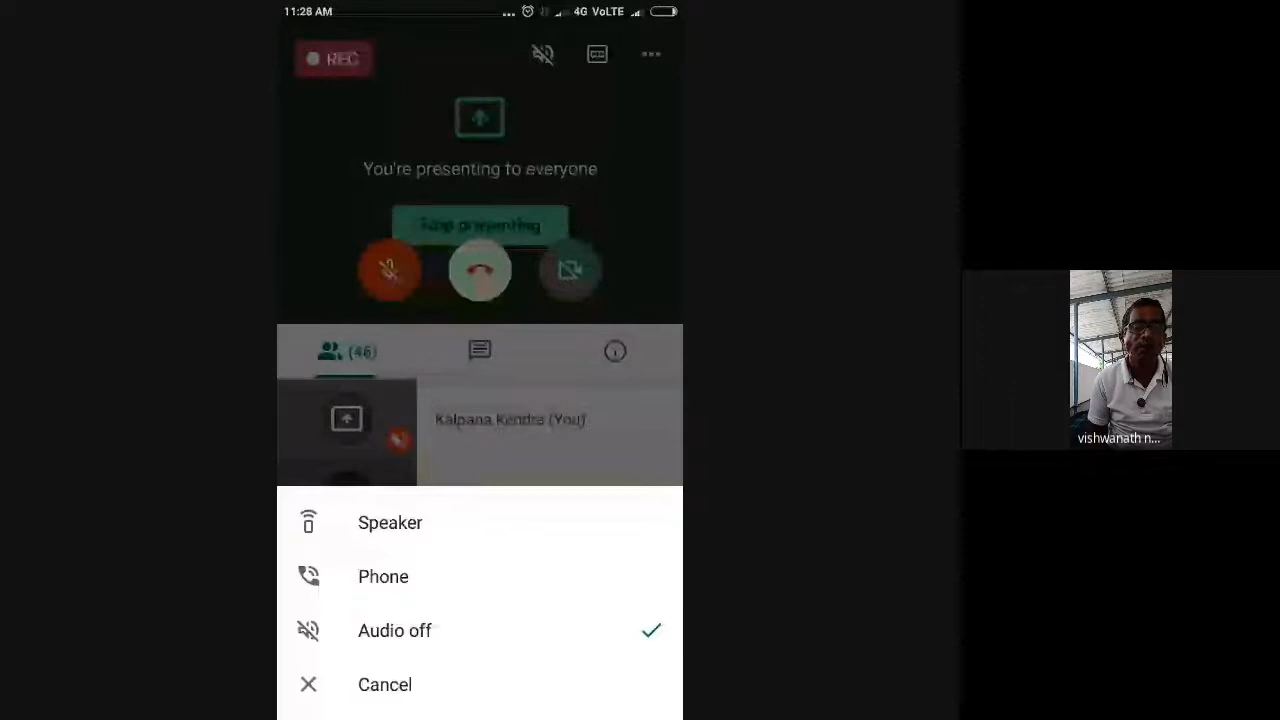 11:28 AM
4G VoLTE
REC
You're presenting to everyone
Stop presenting
(46)
Kalpana Kendra (You)
Speaker
Phone
Audio off
Cancel
vishwanath n...